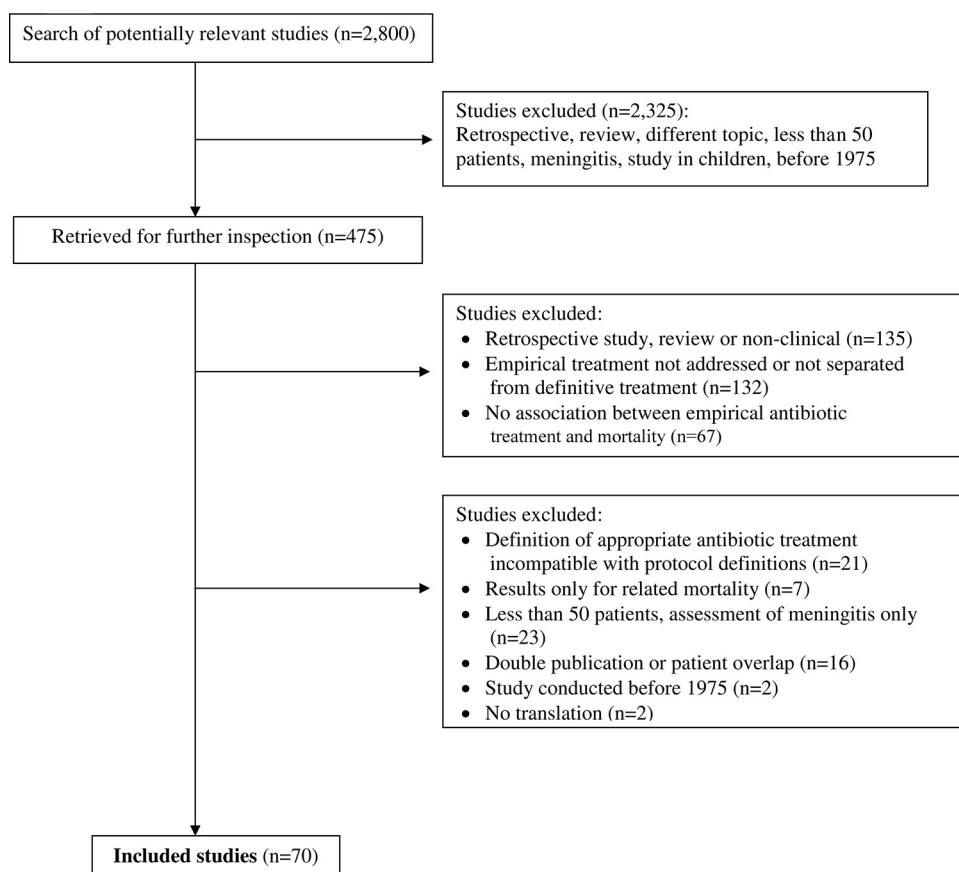 Search of potentially relevant studies (n=2,800)
Studies excluded (n=2,325):
Retrospective, review, different topic, less than 50
patients, meningitis, study in children, before 1975
Retrieved for further inspection (n=475)
Studies excluded:
• Retrospective study, review or non-clinical (n=135)
• Empirical treatment not addressed or not separated
from definitive treatment (n=132)
• No association between empirical antibiotic
treatment and mortality (n=67)
Studies excluded:
• Definition of appropriate antibiotic treatment
incompatible with protocol definitions (n=21)
• Results only for related mortality (n=7)
• Less than 50 patients, assessment of meningitis only
(n=23)
• Double publication or patient overlap (n=16)
• Study conducted before 1975 (n=2)
• No translation (n=2)
Included studies (n=70)